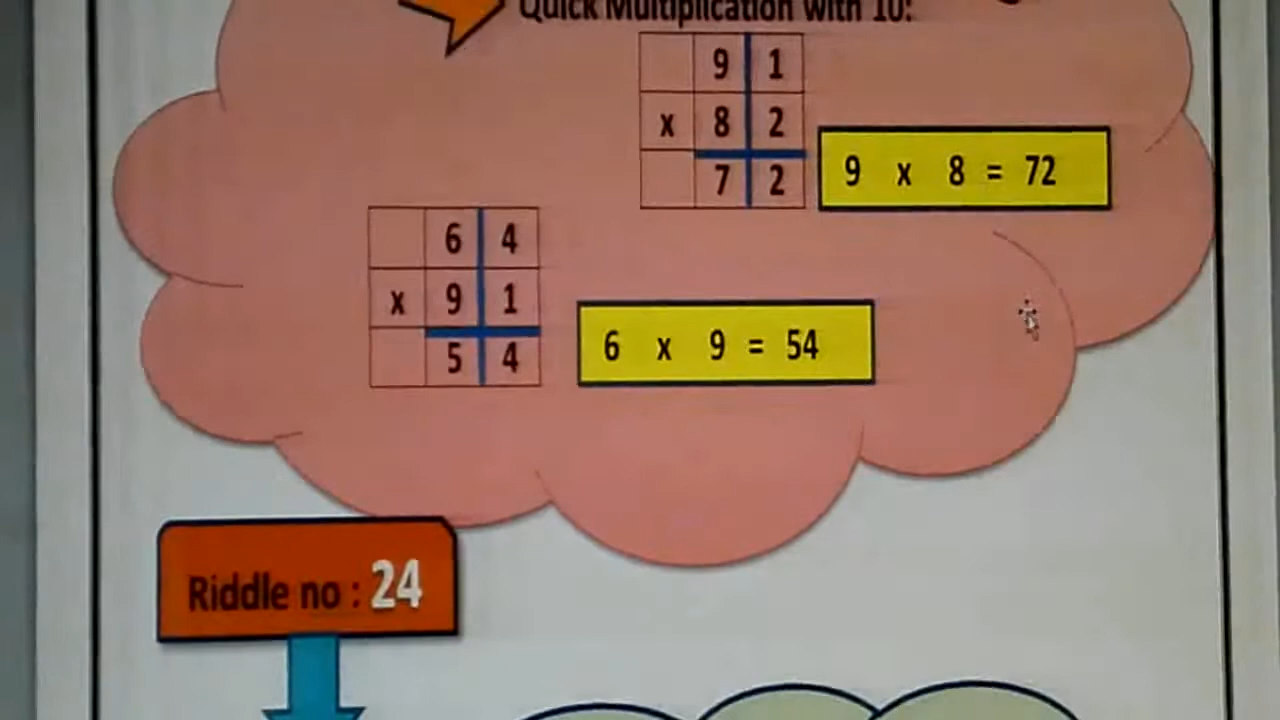 Quick Multiplication with 10:
9 1
x 8 2
7 2
9 x 8 = 72
6 4
x 9 1
5 4
6 x 9 = 54
Riddle no : 24